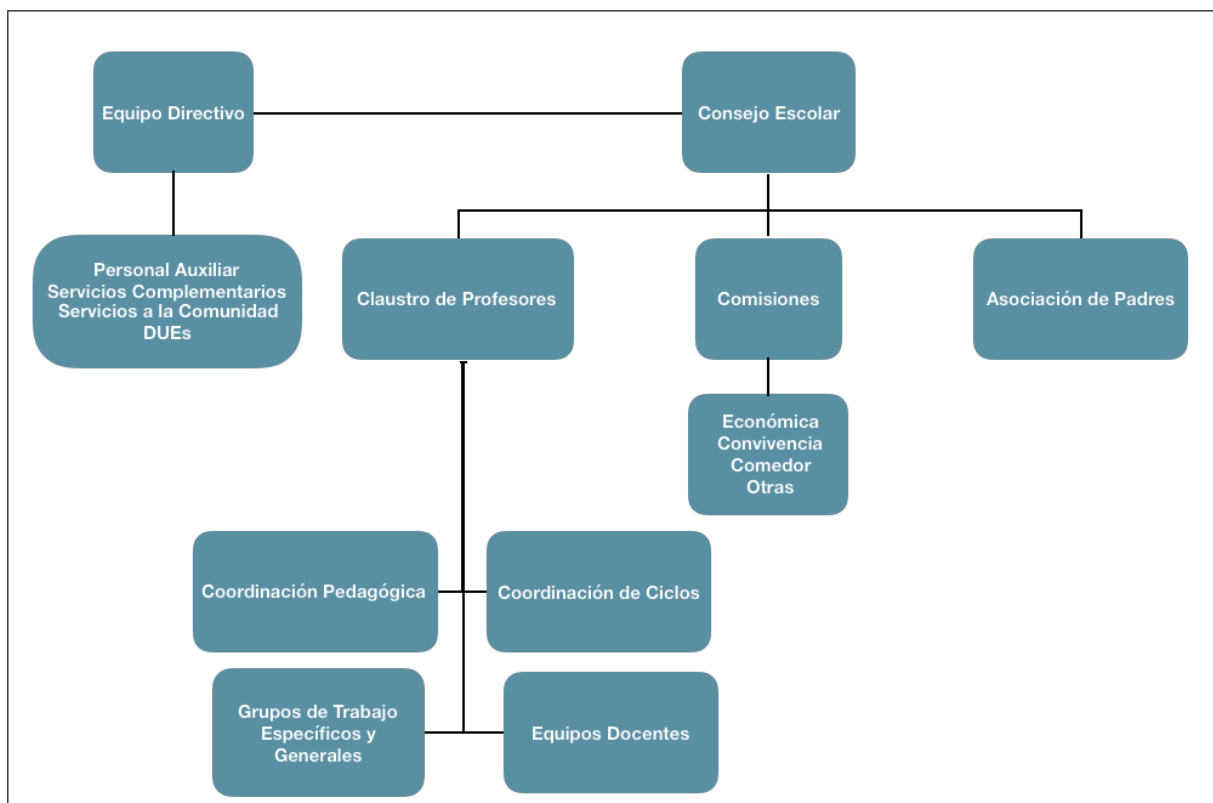 Equipo Directivo
Consejo Escolar
Personal Auxiliar
Servicios Complementarios
Servicios a la Comunidad
DUEs
Claustro de Profesores
Comisiones
Asociación de Padres
Económica
Convivencia
Comedor
Otras
Coordinación Pedagógica
Coordinación de Ciclos
Grupos de Trabajo
Específicos y
Generales
Equipos Docentes